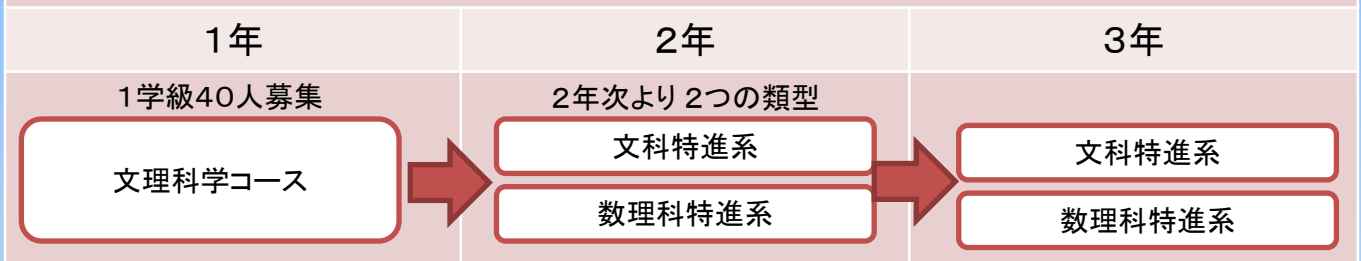 1年
2年
3年
1学級40人募集
2年次より2つの類型
文理科学コース
文科特進系
数理科特進系
文科特進系
数理科特進系